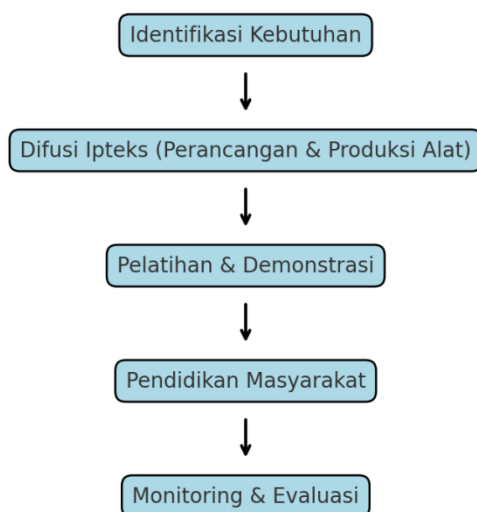 Identifikasi Kebutuhan
Difusi Ipteks (Perancangan & Produksi Alat)
Pelatihan & Demonstrasi
Pendidikan Masyarakat
Monitoring & Evaluasi